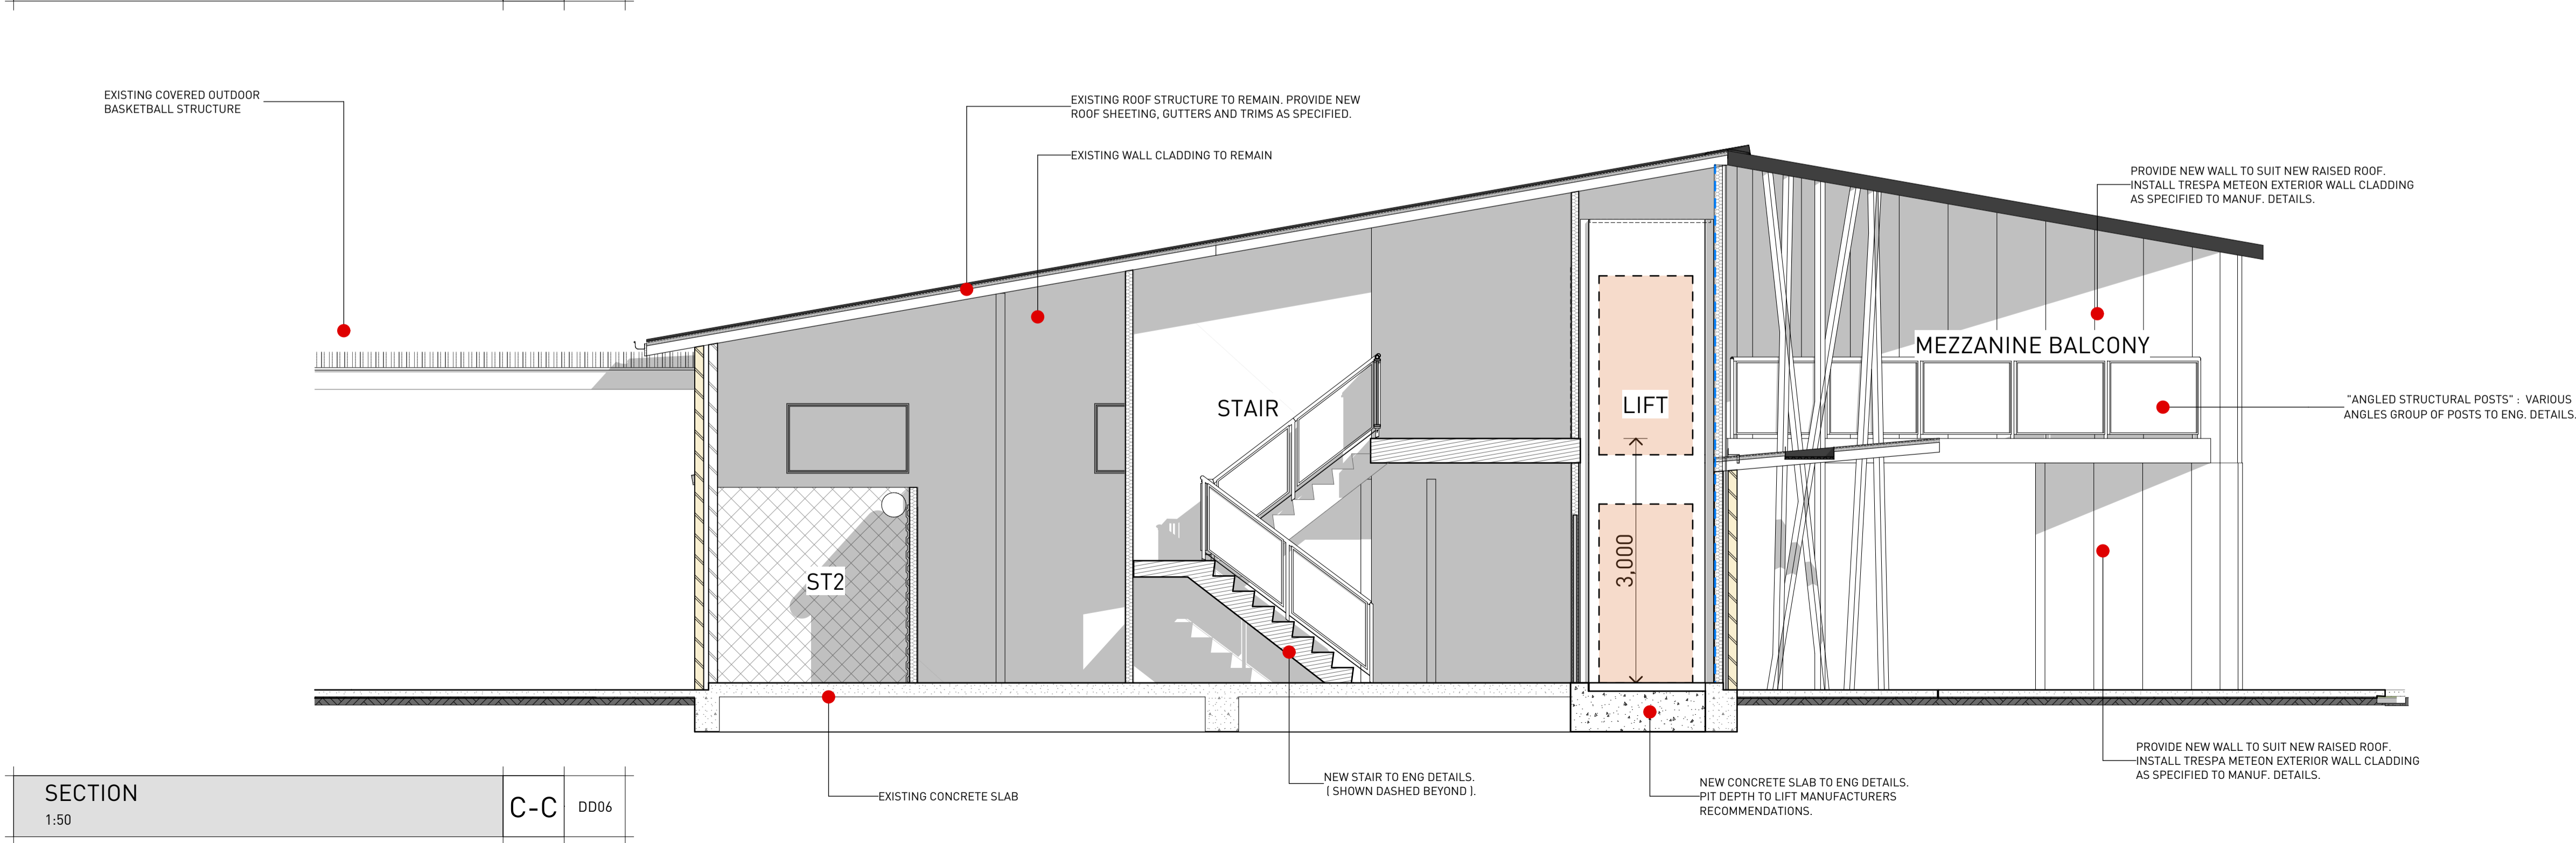 EXISTING COVERED OUTDOOR
BASKETBALL STRUCTURE
EXISTING ROOF STRUCTURE TO REMAIN. PROVIDE NEW
ROOF SHEETING, GUTTERS AND TRIMS AS SPECIFIED.
EXISTING WALL CLADDING TO REMAIN
PROVIDE NEW WALL TO SUIT NEW RAISED ROOF.
INSTALL TRESPA METEON EXTERIOR WALL CLADDING
AS SPECIFIED TO MANUF. DETAILS.
MEZZANINE BALCONY
"ANGLED STRUCTURAL POSTS" : VARIOUS
ANGLES GROUP OF POSTS TO ENG. DETAILS.
STAIR
LIFT
3,000
ST2
PROVIDE NEW WALL TO SUIT NEW RAISED ROOF.
INSTALL TRESPA METEON EXTERIOR WALL CLADDING
AS SPECIFIED TO MANUF. DETAILS.
NEW STAIR TO ENG DETAILS.
( SHOWN DASHED BEYOND ).
NEW CONCRETE SLAB TO ENG DETAILS.
PIT DEPTH TO LIFT MANUFACTURERS
RECOMMENDATIONS.
EXISTING CONCRETE SLAB
SECTION
1:50
C-C
DD06